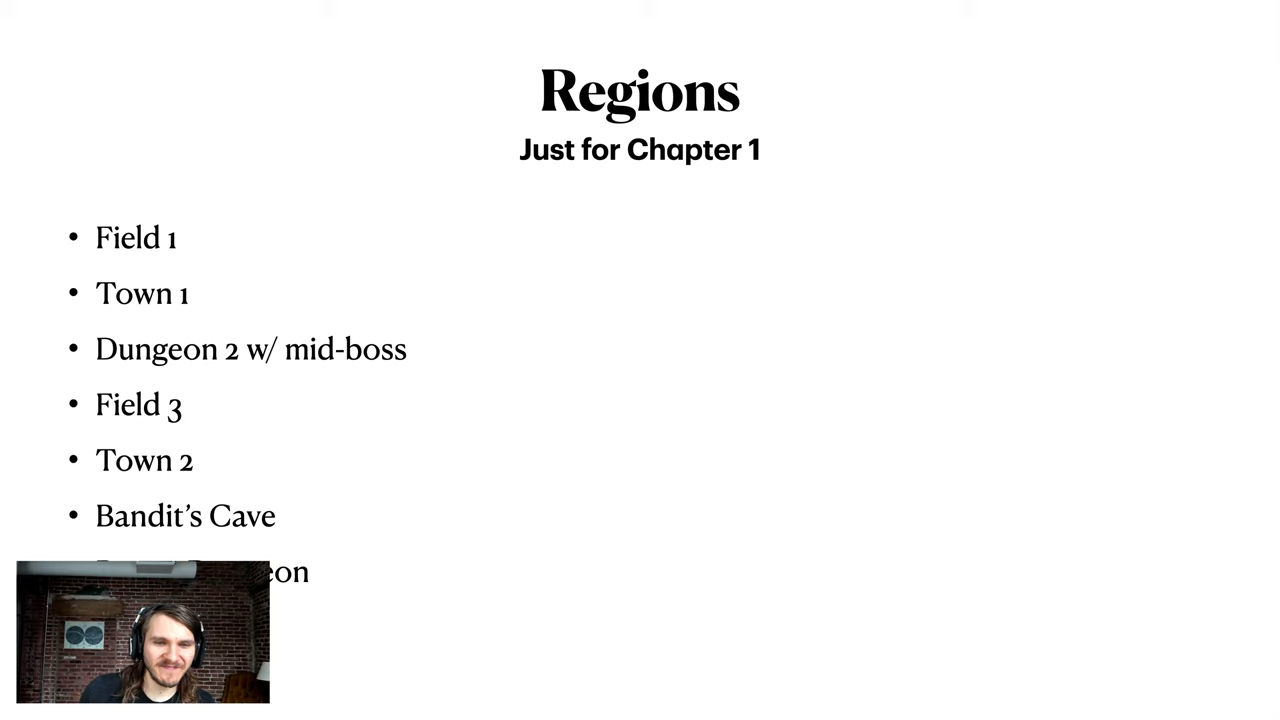 Regions
Just for Chapter 1
• Field 1
• Town 1
• Dungeon 2 w/ mid-boss
• Field 3
• Town 2
• Bandit’s Cave